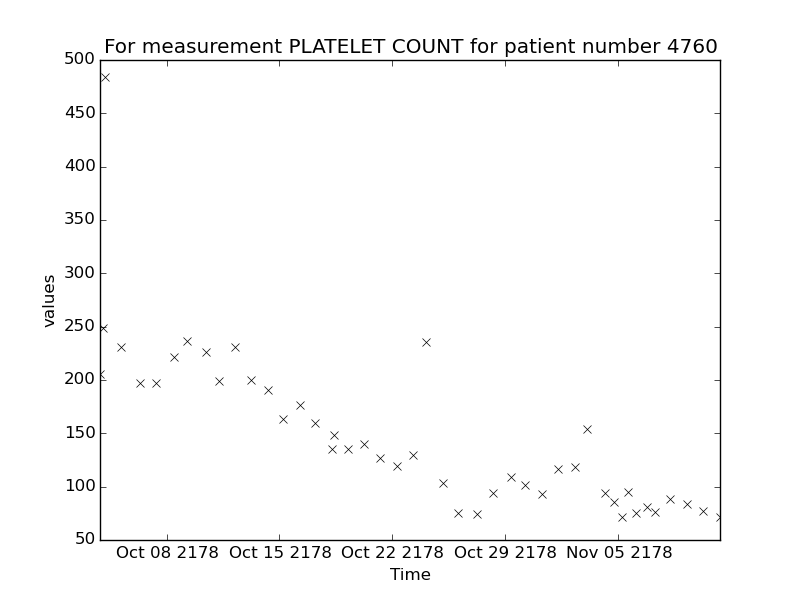 For measurement PLATELET COUNT for patient number 4760
500
450
400
350
300
250
200
150
100
50
values
Oct 08 2178 Oct 15 2178 Oct 22 2178 Oct 29 2178 Nov 05 2178
Time